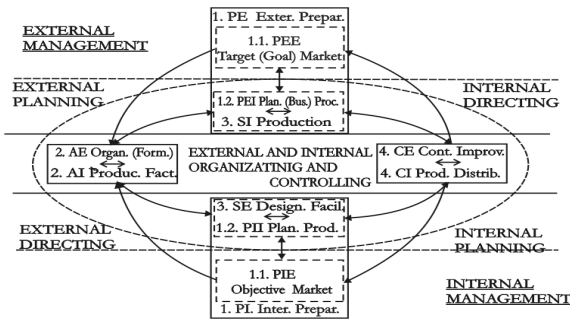 1. PE Exter. Prepar.
EXTERNAL
MANAGEMENT
1.1. PEE
Target (Goal) Market
EXTERNAL
PLANNING
INTERNAL
DIRECTING
1.2. PEI Plan. (Bus.) Proc.
3. SI Production
2. AE Organ. (Form.)
2. AI Produc. Fact.
EXTERNAL AND INTERNAL
ORGANIZATINIG AND
CONTROLLING
4. CE Cont. Improv.
4. CI Prod. Distrib.
3. SE Design. Facil
1.2. PII Plan. Prod.
EXTERNAL
DIRECTING
INTERNAL
PLANNING
1.1. PIE
Objective Market
1. PI. Inter. Prepar.
INTERNAL
MANAGEMENT